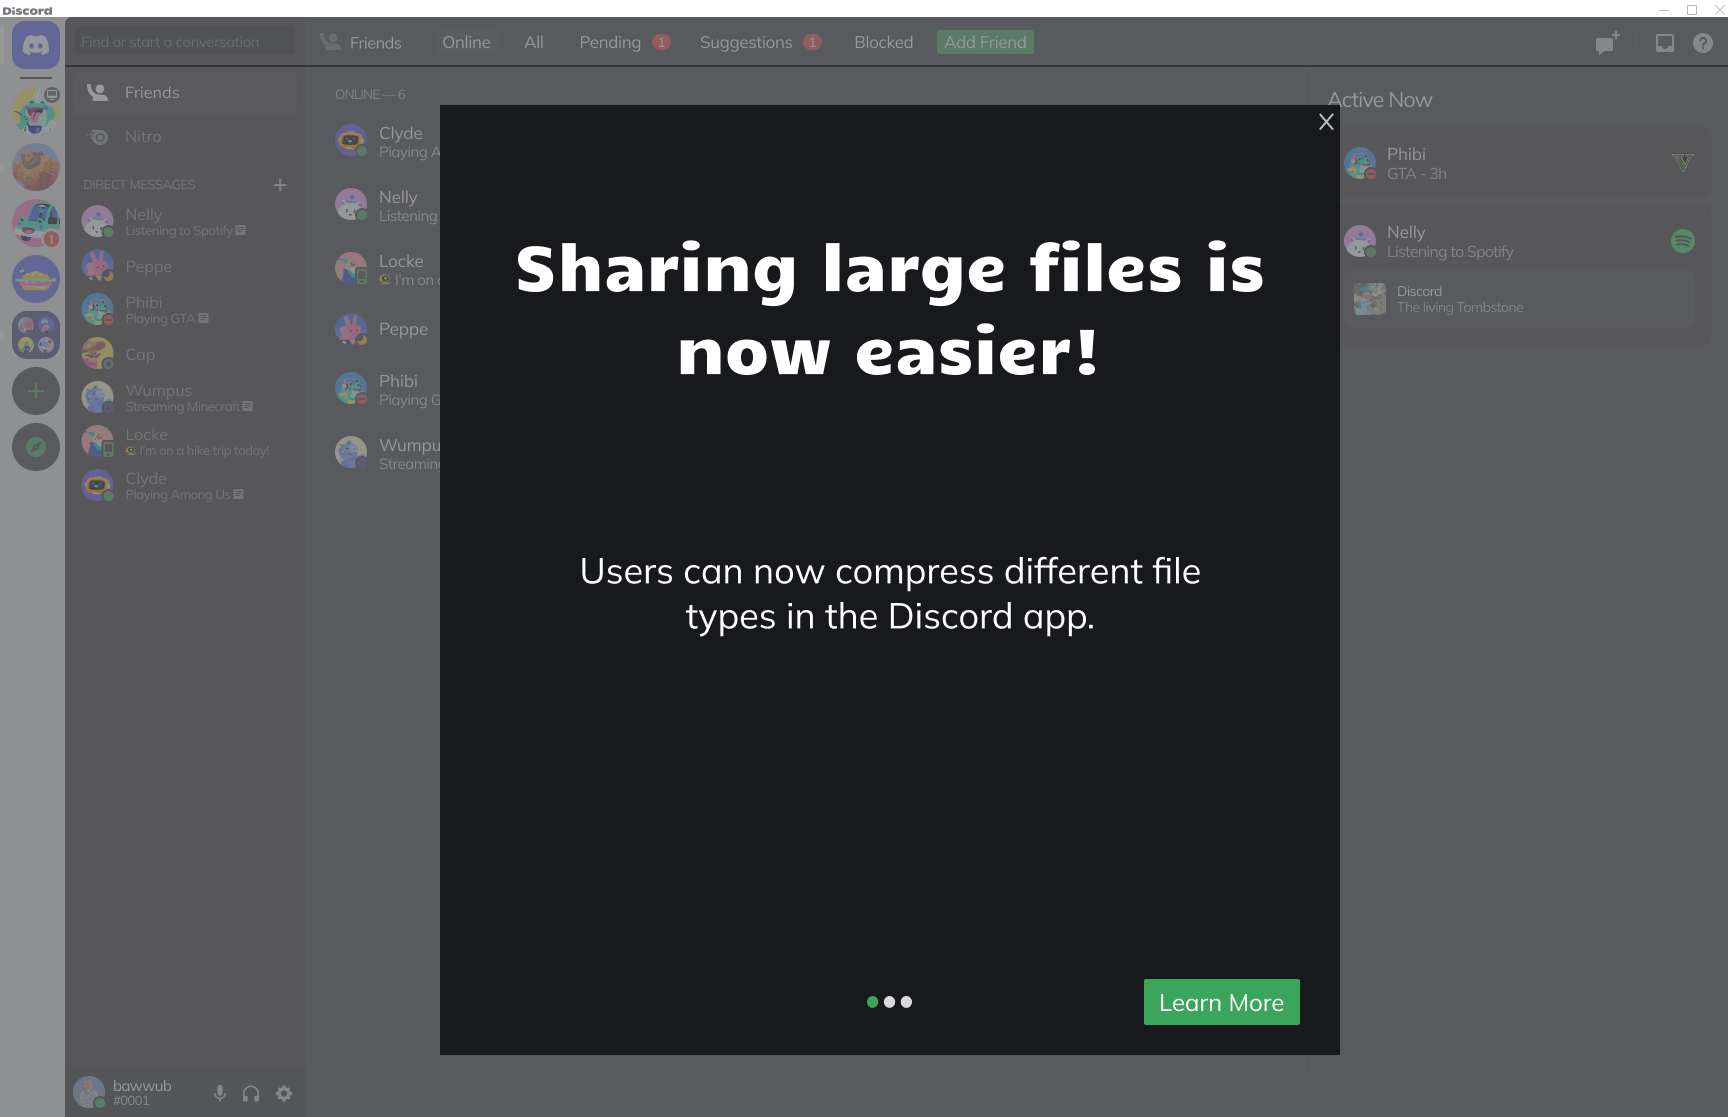 Discord
Find or start a conversation
Friends
Online
All
Pending
1
Suggestions
1
Blocked
Add Friend
?
Friends
Nitro
DIRECT MESSAGES
Nelly
Listening to Spotify
Peppe
Phibi
Playing GTA
Cap
Wumpus
Streaming Minecraft
Locke
I'm on a hike trip today!
Clyde
Playing Among Us
bawwub
#0001
ONLINE — 6
Clyde
Playing A
Nelly
Listening
Locke
I'm on
Peppe
Phibi
Playing G
Wumpu
Streaming
X
Sharing large files is
now easier!
Users can now compress different file
types in the Discord app.
Learn More
Active Now
Phibi
GTA - 3h
V
Nelly
Listening to Spotify
Discord
The living Tombstone